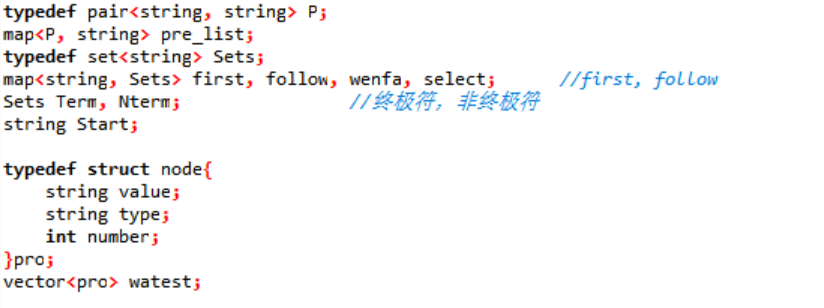 typedef pair<string, string> P;
map<P, string> pre_list;
typedef set<string> Sets;
map<string, Sets> first, follow, wenfa, select;      //first, follow
Sets Term, Nterm;                //终极符，非终极符
string Start;

typedef struct node{
    string value;
    string type;
    int number;
}pro;
vector<pro> watest;